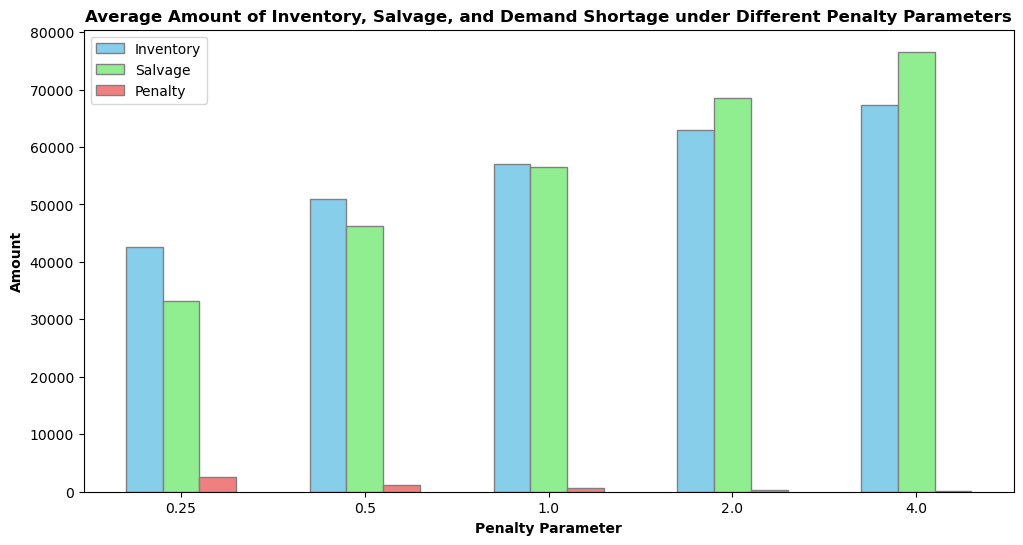 Average Amount of Inventory, Salvage, and Demand Shortage under Different Penalty Parameters
Inventory
Salvage
Penalty
Amount
80000
70000
60000
50000
40000
30000
20000
10000
0
0.25 0.5 1.0 2.0 4.0
Penalty Parameter